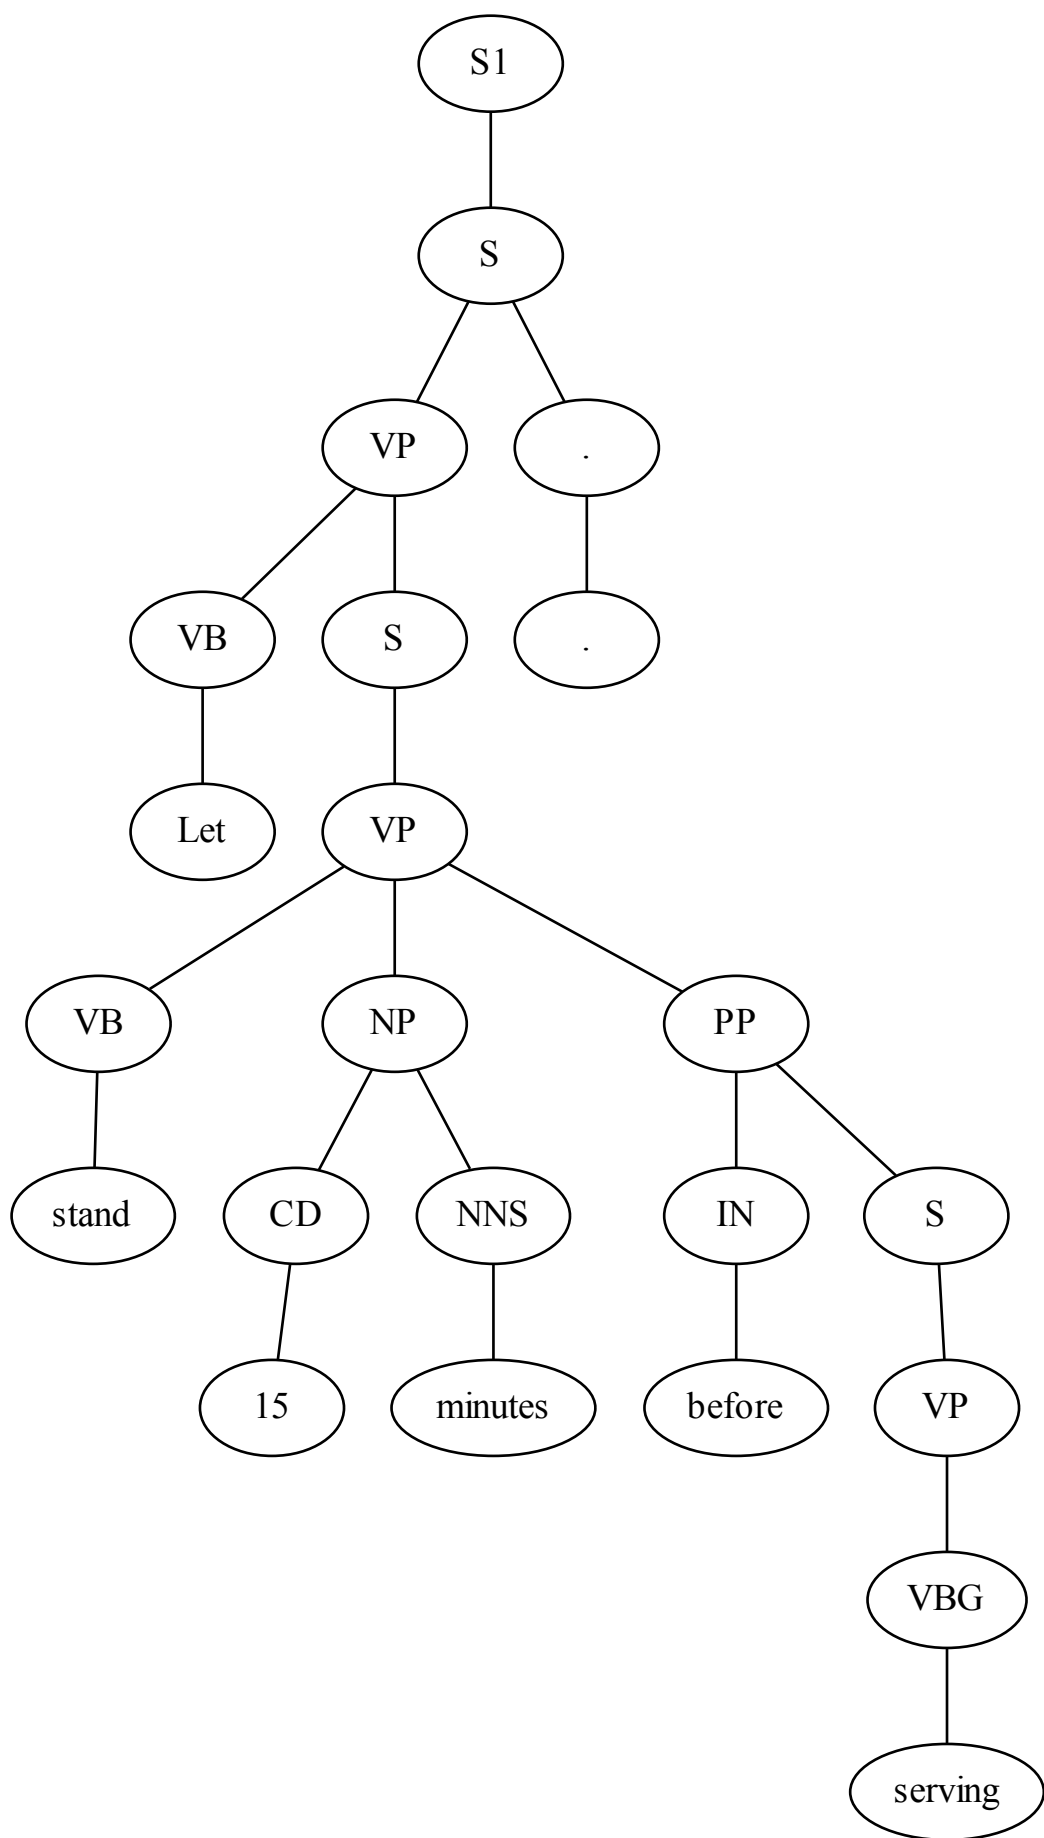 S1
S
VP .
VB S .
Let VP
VB NP PP
stand CD NNS IN S
15 minutes before VP
VBG
serving